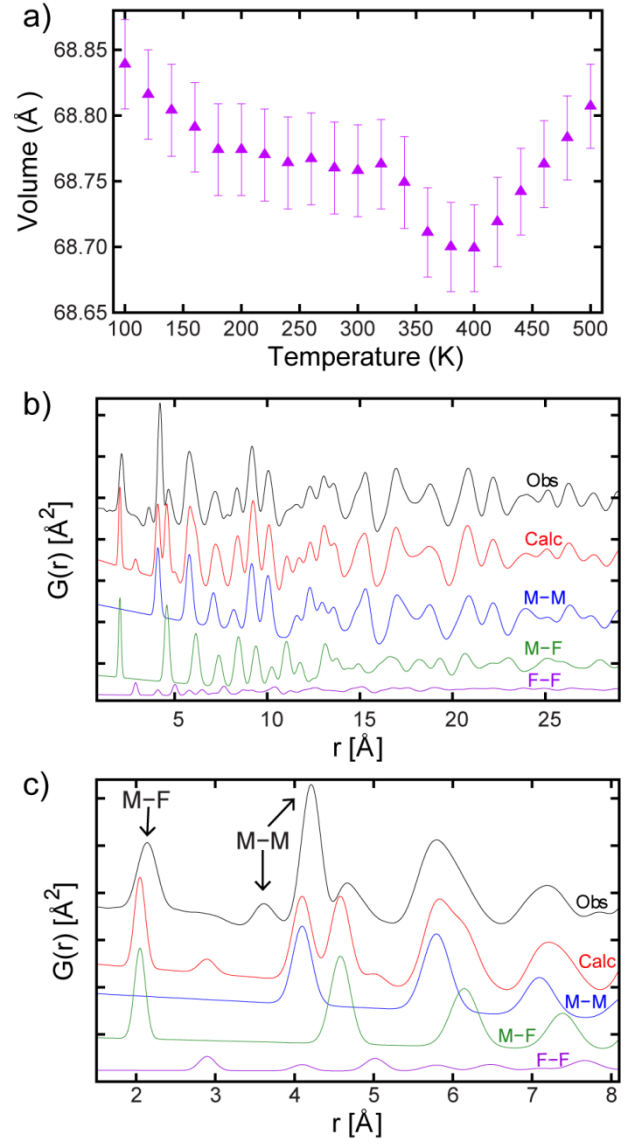 a)
68.85
68.80
68.75
68.70
68.65
Volume (Å )
100 150 200 250 300 350 400 450 500
Temperature (K)
b)
Obs
Calc
M−M
M−F
F−F
G(r) [Å²]
5 10 15 20 25
r [Å]
c)
M−F
M−M
Obs
Calc
M−M
M−F
F−F
G(r) [Å²]
2 3 4 5 6 7 8
r [Å]